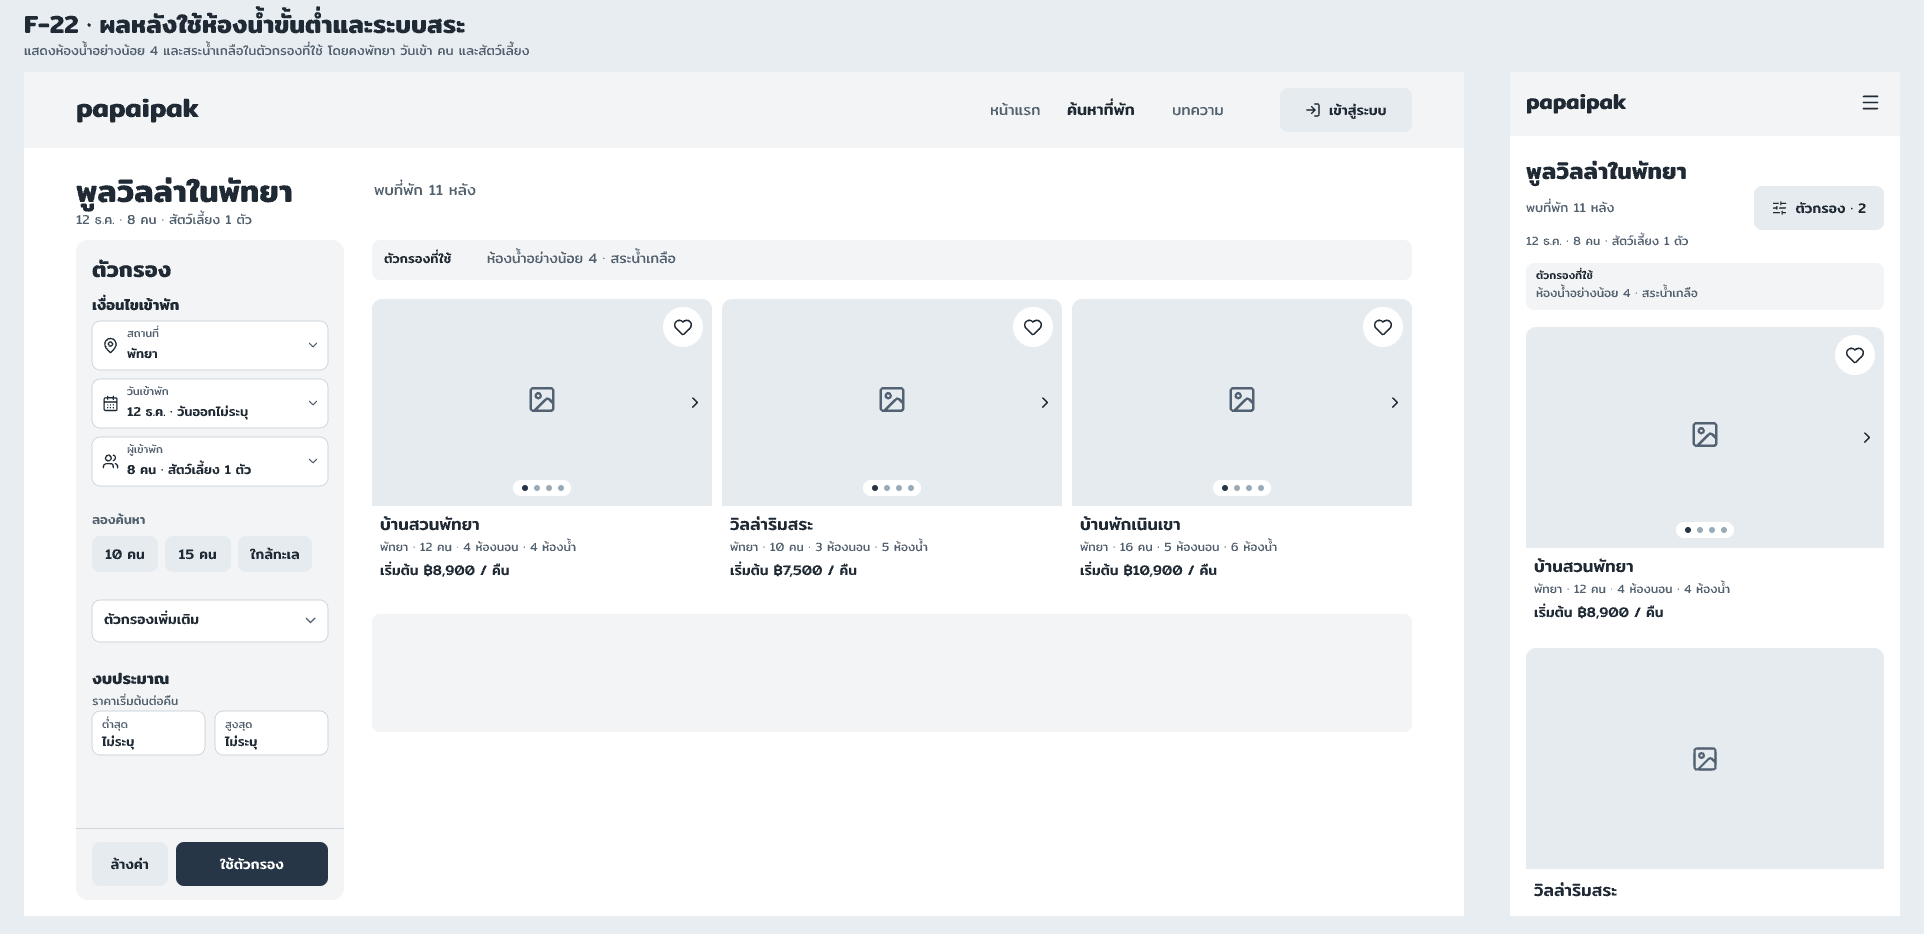 F-22 · ผลหลังใช้ห้องน้ำขั้นต่ำและระบบสระ
แสดงห้องน้ำอย่างน้อย 4 และสระน้ำเกลือในตัวกรองที่ใช้ โดยคงพัทยา วันเข้า คน และสัตว์เลี้ยง
papaipak
หน้าแรก
ค้นหาที่พัก
บทความ
เข้าสู่ระบบ
พูลวิลล่าในพัทยา
12 ธ.ค. · 8 คน · สัตว์เลี้ยง 1 ตัว
พบที่พัก 11 หลัง
ตัวกรอง
เงื่อนไขเข้าพัก
สถานที่
พัทยา
วันเข้าพัก
12 ธ.ค. · วันออกไม่ระบุ
ผู้เข้าพัก
8 คน · สัตว์เลี้ยง 1 ตัว
ลองค้นหา
10 คน
15 คน
ใกล้ทะเล
ตัวกรองเพิ่มเติม
งบประมาณ
ราคาเริ่มต้นต่อคืน
ต่ำสุด
ไม่ระบุ
สูงสุด
ไม่ระบุ
ล้างค่า
ใช้ตัวกรอง
ตัวกรองที่ใช้ ห้องน้ำอย่างน้อย 4 · สระน้ำเกลือ
บ้านสวนพัทยา
พัทยา · 12 คน · 4 ห้องนอน · 4 ห้องน้ำ
เริ่มต้น ฿8,900 / คืน
วิลล่าริมสระ
พัทยา · 10 คน · 3 ห้องนอน · 5 ห้องน้ำ
เริ่มต้น ฿7,500 / คืน
บ้านพักเนินเขา
พัทยา · 16 คน · 5 ห้องนอน · 6 ห้องน้ำ
เริ่มต้น ฿10,900 / คืน
papaipak
พูลวิลล่าในพัทยา
พบที่พัก 11 หลัง
ตัวกรอง · 2
12 ธ.ค. · 8 คน · สัตว์เลี้ยง 1 ตัว
ตัวกรองที่ใช้
ห้องน้ำอย่างน้อย 4 · สระน้ำเกลือ
บ้านสวนพัทยา
พัทยา · 12 คน · 4 ห้องนอน · 4 ห้องน้ำ
เริ่มต้น ฿8,900 / คืน
วิลล่าริมสระ